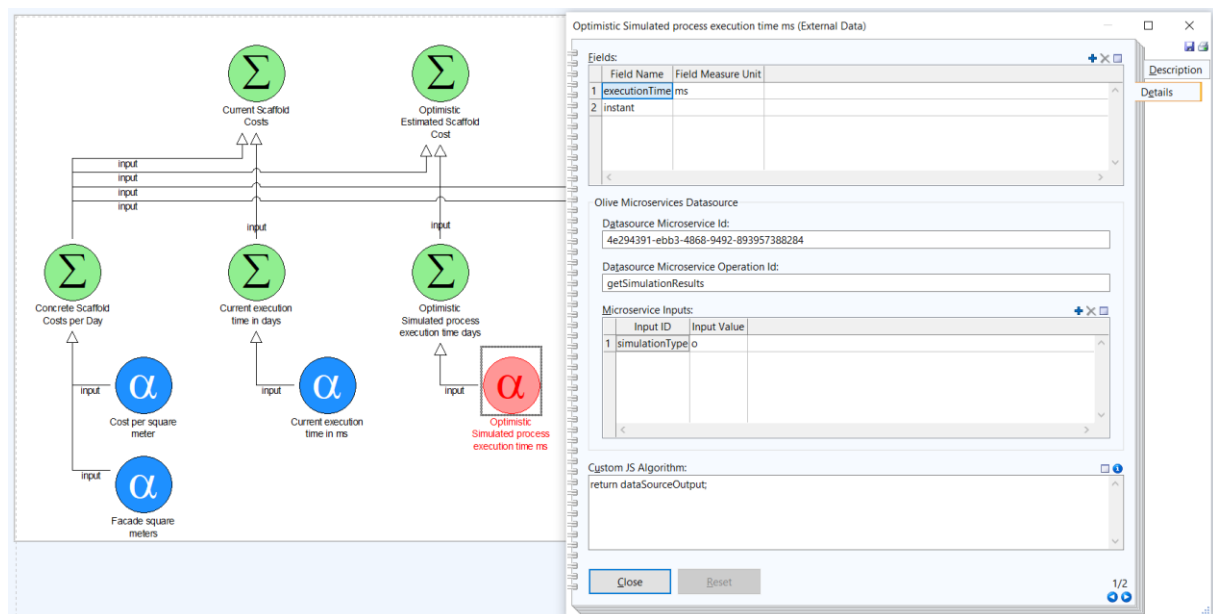 Σ
Current Scaffold
Costs
Σ
Optimistic
Estimated Scaffold
Cost
input
input
input
input
input
input
Σ
Concrete Scaffold
Costs per Day
Σ
Current execution
time in days
Σ
Optimistic
Simulated process
execution time days
input
α
Cost per square
meter
input
α
Current execution
time in ms
input
α
Optimistic
Simulated process
execution time ms
input
α
Facade square
meters
Optimistic Simulated process execution time ms (External Data)
Description
Details
Fields:
Field Name Field Measure Unit
1 executionTime ms
2 instant
Olive Microservices Datasource
Datasource Microservice Id:
4e294391-ebb3-4868-9492-893957388284
Datasource Microservice Operation Id:
getSimulationResults
Microservice Inputs:
Input ID Input Value
1 simulationType o
Custom JS Algorithm:
return dataSourceOutput;
Close Reset
1/2